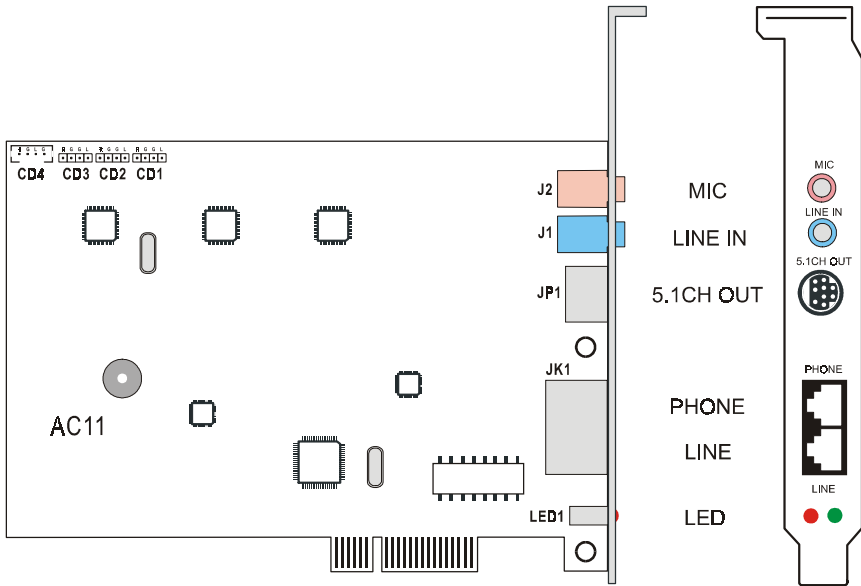 R G G L
R G G L
R G G L
CD4 CD3 CD2 CD1
J2
J1
JP1
JK1
AC11
LED1
MIC
LINE IN
5.1CH OUT
PHONE
LINE
LED
MIC
LINE IN
5.1CH OUT
PHONE
LINE